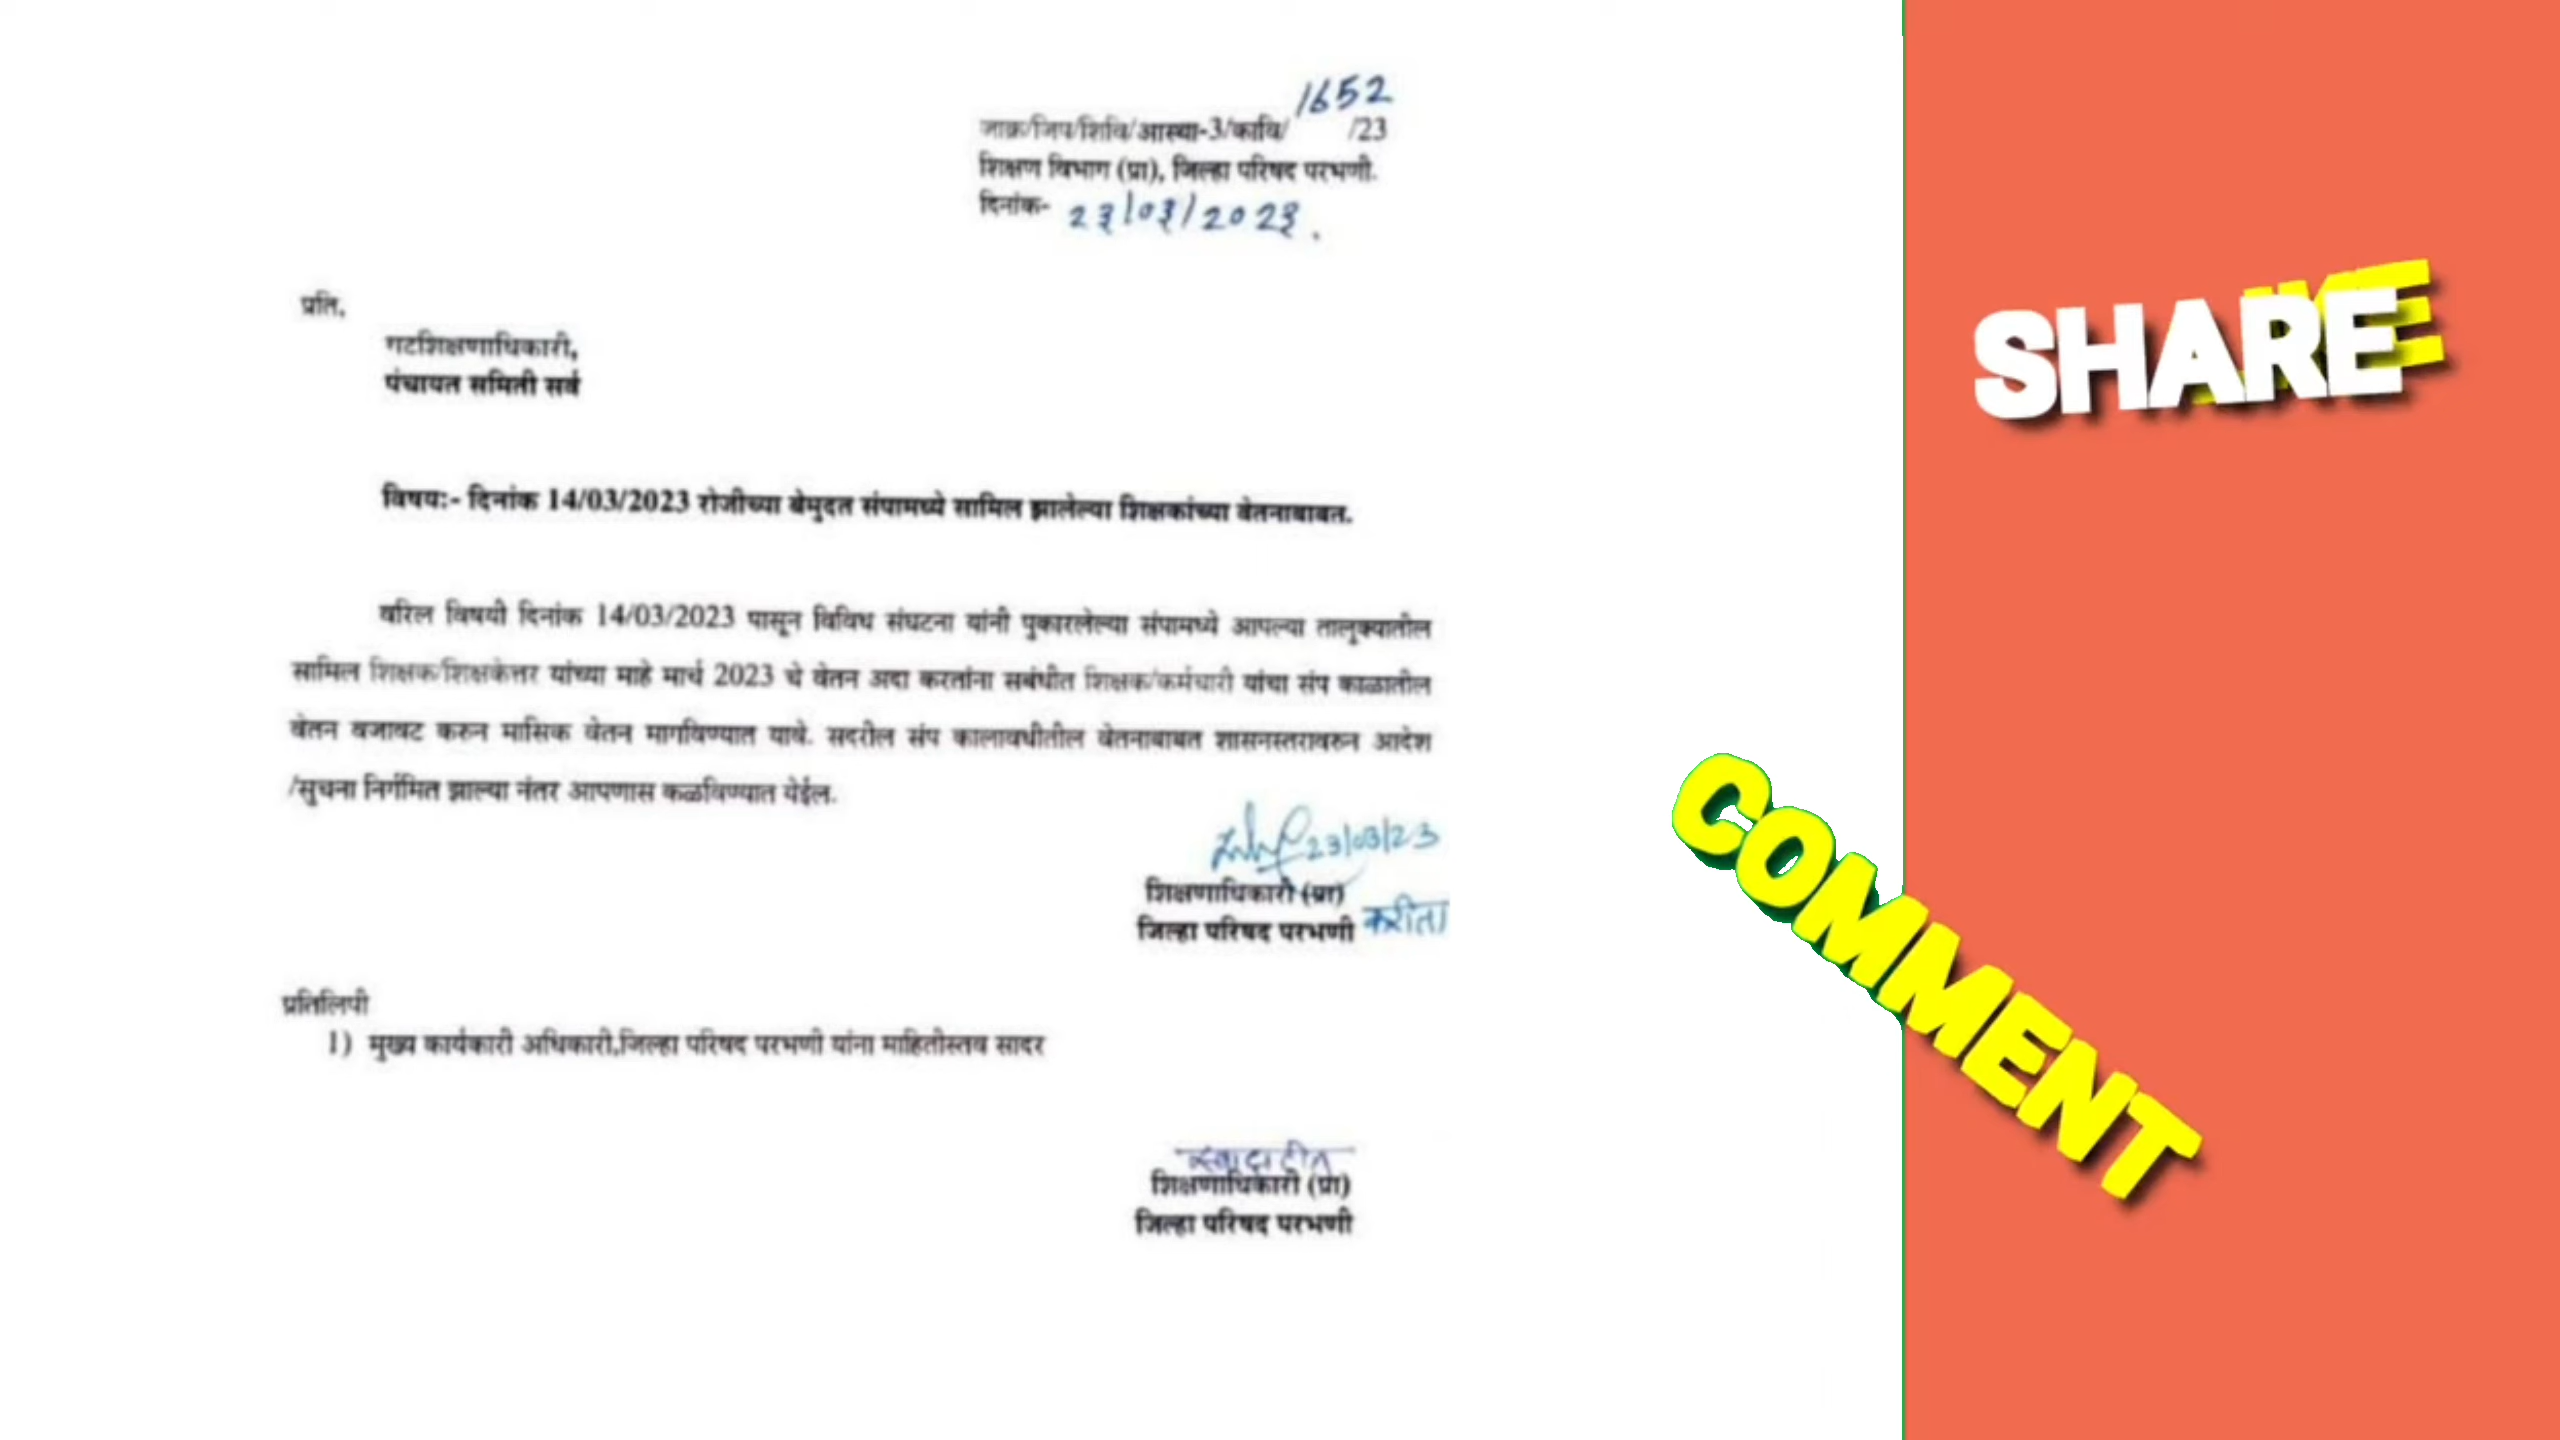 1652
जाक्र/जिप/शिवि/आस्था-3/कावि/ /23
शिक्षण विभाग (प्रा), जिल्हा परिषद परभणी.
दिनांक- 23/03/2023.
प्रति,
गटशिक्षणाधिकारी,
पंचायत समिती सर्व
विषय:- दिनांक 14/03/2023 रोजीच्या बेमुदत संपामध्ये सामिल झालेल्या शिक्षकांच्या वेतनाबाबत.
वरिल विषयी दिनांक 14/03/2023 पासून विविध संघटना यांनी पुकारलेल्या संपामध्ये आपल्या तालूक्यातील
सामिल शिक्षक/शिक्षकेत्तर यांच्या माहे मार्च 2023 चे वेतन अदा करतांना सबंधीत शिक्षक/कर्मचारी यांचा संप काळातील
वेतन वजावट करुन मासिक वेतन मागविण्यात यावे. सदरील संप कालावधीतील वेतनाबाबत शासनस्तरावरुन आदेश
/सुचना निर्गमित झाल्या नंतर आपणास कळविण्यात येईल.
23/03/23
शिक्षणाधिकारी (प्रा)
जिल्हा परिषद परभणी करीता
प्रतिलिपी
1) मुख्य कार्यकारी अधिकारी,जिल्हा परिषद परभणी यांना माहितीस्तव सादर
शिक्षणाधिकारी (प्रा)
जिल्हा परिषद परभणी
SHARE
COMMENT